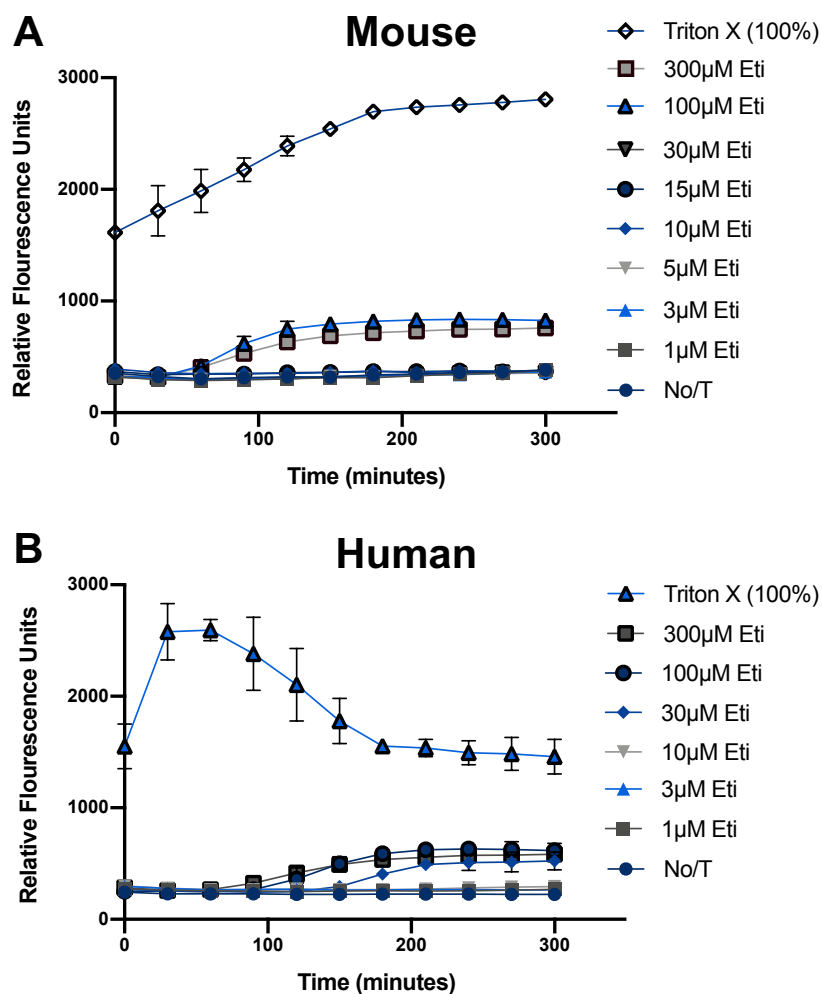 A
Mouse
Relative Flourescence Units
3000
2000
1000
0
0
100
200
300
Time (minutes)
Triton X (100%)
300µM Eti
100µM Eti
30µM Eti
15µM Eti
10µM Eti
5µM Eti
3µM Eti
1µM Eti
No/T
B
Human
Relative Flourescence Units
3000
2000
1000
0
0
100
200
300
Time (minutes)
Triton X (100%)
300µM Eti
100µM Eti
30µM Eti
10µM Eti
3µM Eti
1µM Eti
No/T